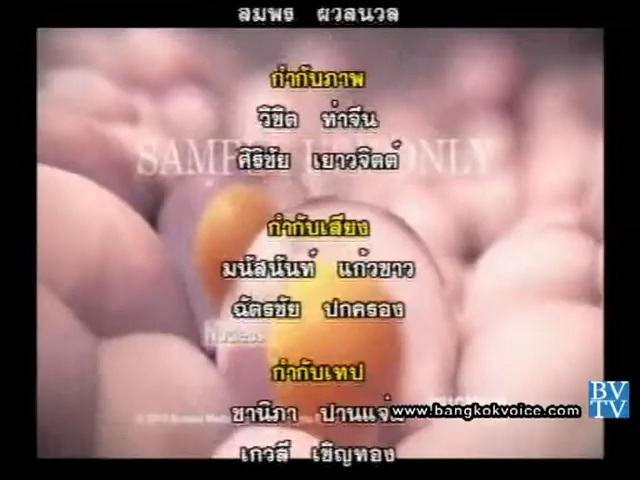 สมพร ผิวสนวล
กำกับภาพ
วิชิต ท่าจีน
SAMPLE ONLY
ศิริชัย เยาวจิตต์
กำกับเสียง
มนัสนันท์ แก้วขาว
ฉัตรชัย ปกครอง
Nucleus
กำกับเทป
ชานิภา ปานแจ่ม
www.bangkokvoice.com
BV
TV
เกวลี เชิญทอง